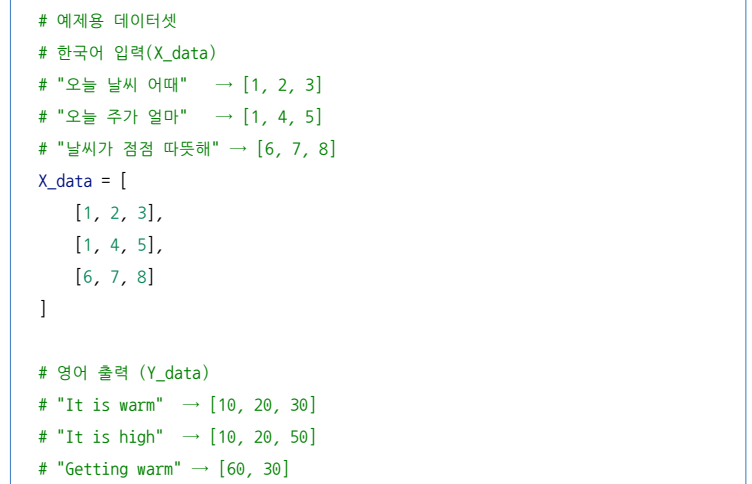 # 예제용 데이터셋
# 한국어 입력(X_data)
# "오늘 날씨 어때" → [1, 2, 3]
# "오늘 주가 얼마" → [1, 4, 5]
# "날씨가 점점 따뜻해" → [6, 7, 8]
X_data = [
    [1, 2, 3],
    [1, 4, 5],
    [6, 7, 8]
]
# 영어 출력 (Y_data)
# "It is warm" → [10, 20, 30]
# "It is high" → [10, 20, 50]
# "Getting warm" → [60, 30]